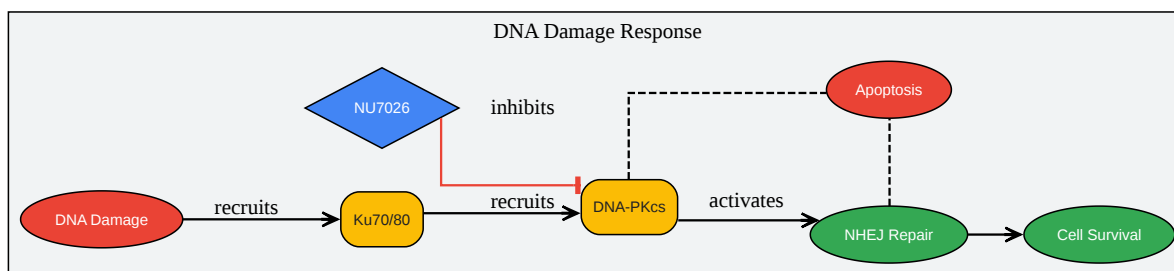 DNA Damage Response
NU7026
inhibits
Apoptosis
DNA Damage
recruits
Ku70/80
recruits
DNA-PKcs
activates
NHEJ Repair
Cell Survival